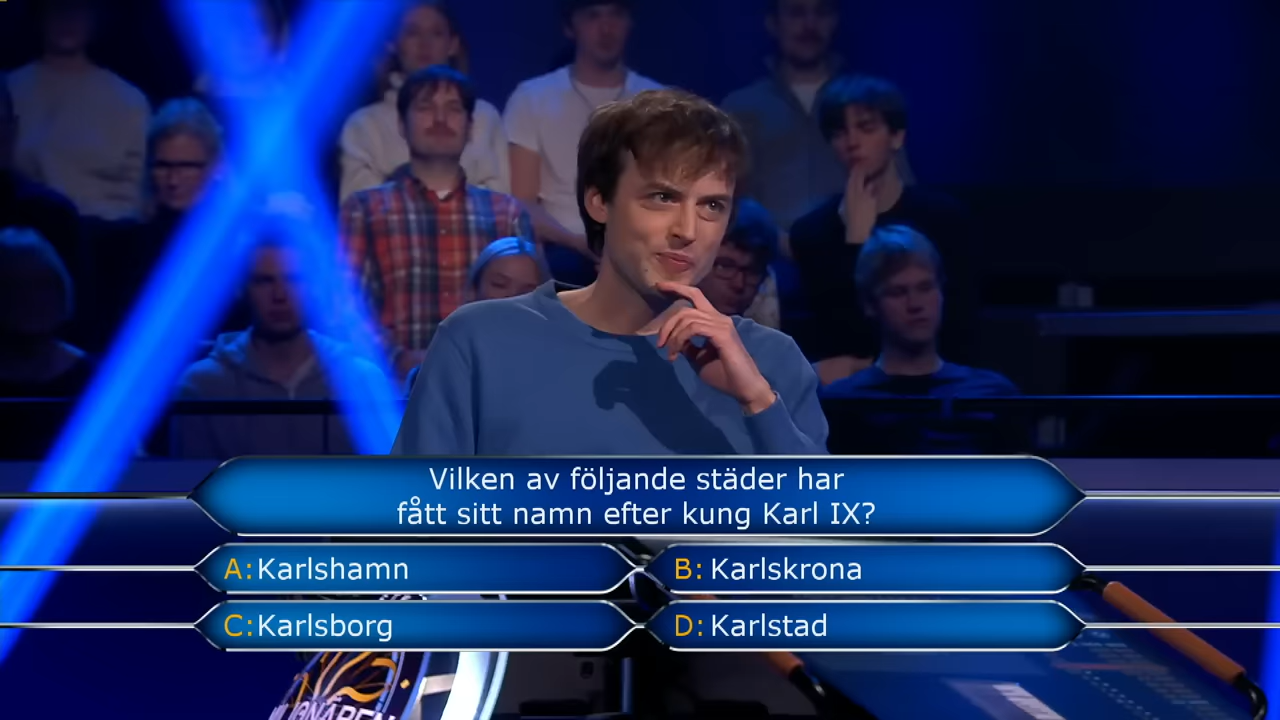 Vilken av följande städer har
fått sitt namn efter kung Karl IX?
A: Karlshamn
B: Karlskrona
C: Karlsborg
D: Karlstad